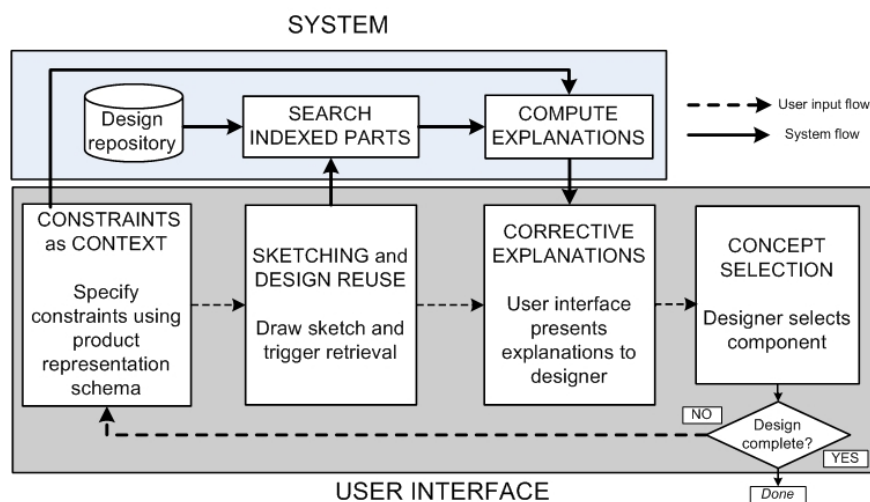 SYSTEM
Design
repository
SEARCH
INDEXED PARTS
COMPUTE
EXPLANATIONS
User input flow
System flow
CONSTRAINTS
as CONTEXT
Specify
constraints using
product
representation
schema
SKETCHING and
DESIGN REUSE
Draw sketch and
trigger retrieval
CORRECTIVE
EXPLANATIONS
User interface
presents
explanations to
designer
CONCEPT
SELECTION
Designer selects
component
NO
Design
complete?
YES
Done
USER INTERFACE